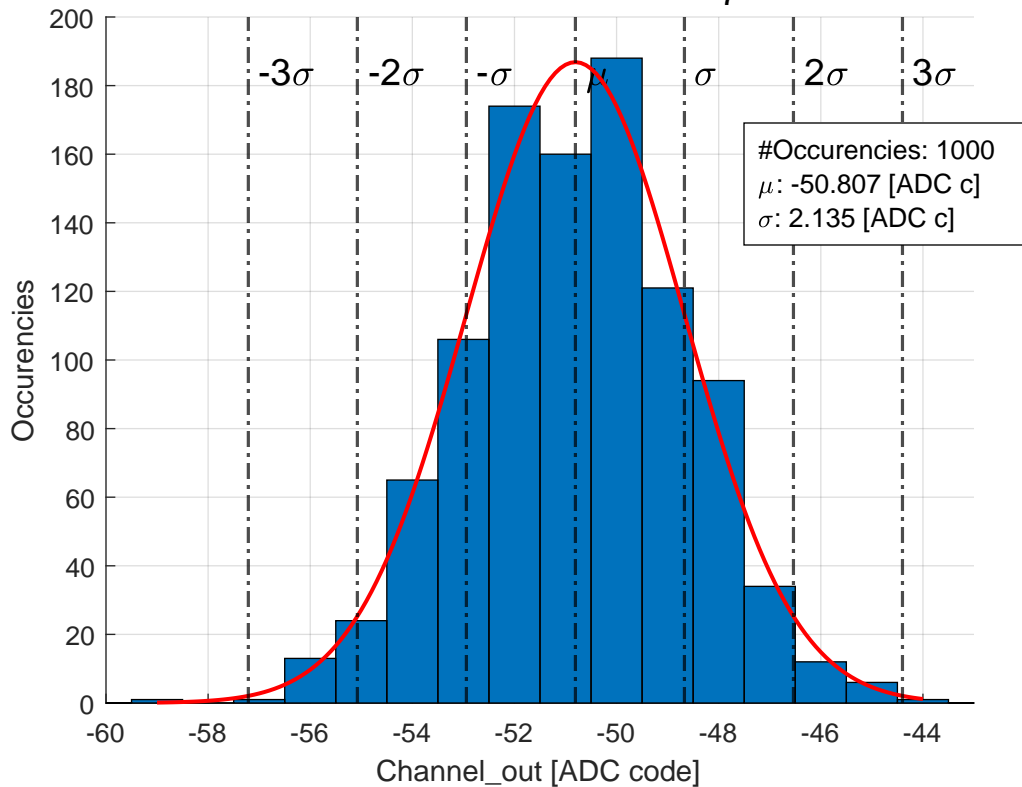 200
180
160
140
120
100
80
60
40
20
0
Occurencies
-3σ
-2σ
-σ
μ
σ
2σ
3σ
#Occurencies: 1000
μ: -50.807 [ADC c]
σ: 2.135 [ADC c]
-60
-58
-56
-54
-52
-50
-48
-46
-44
Channel_out [ADC code]